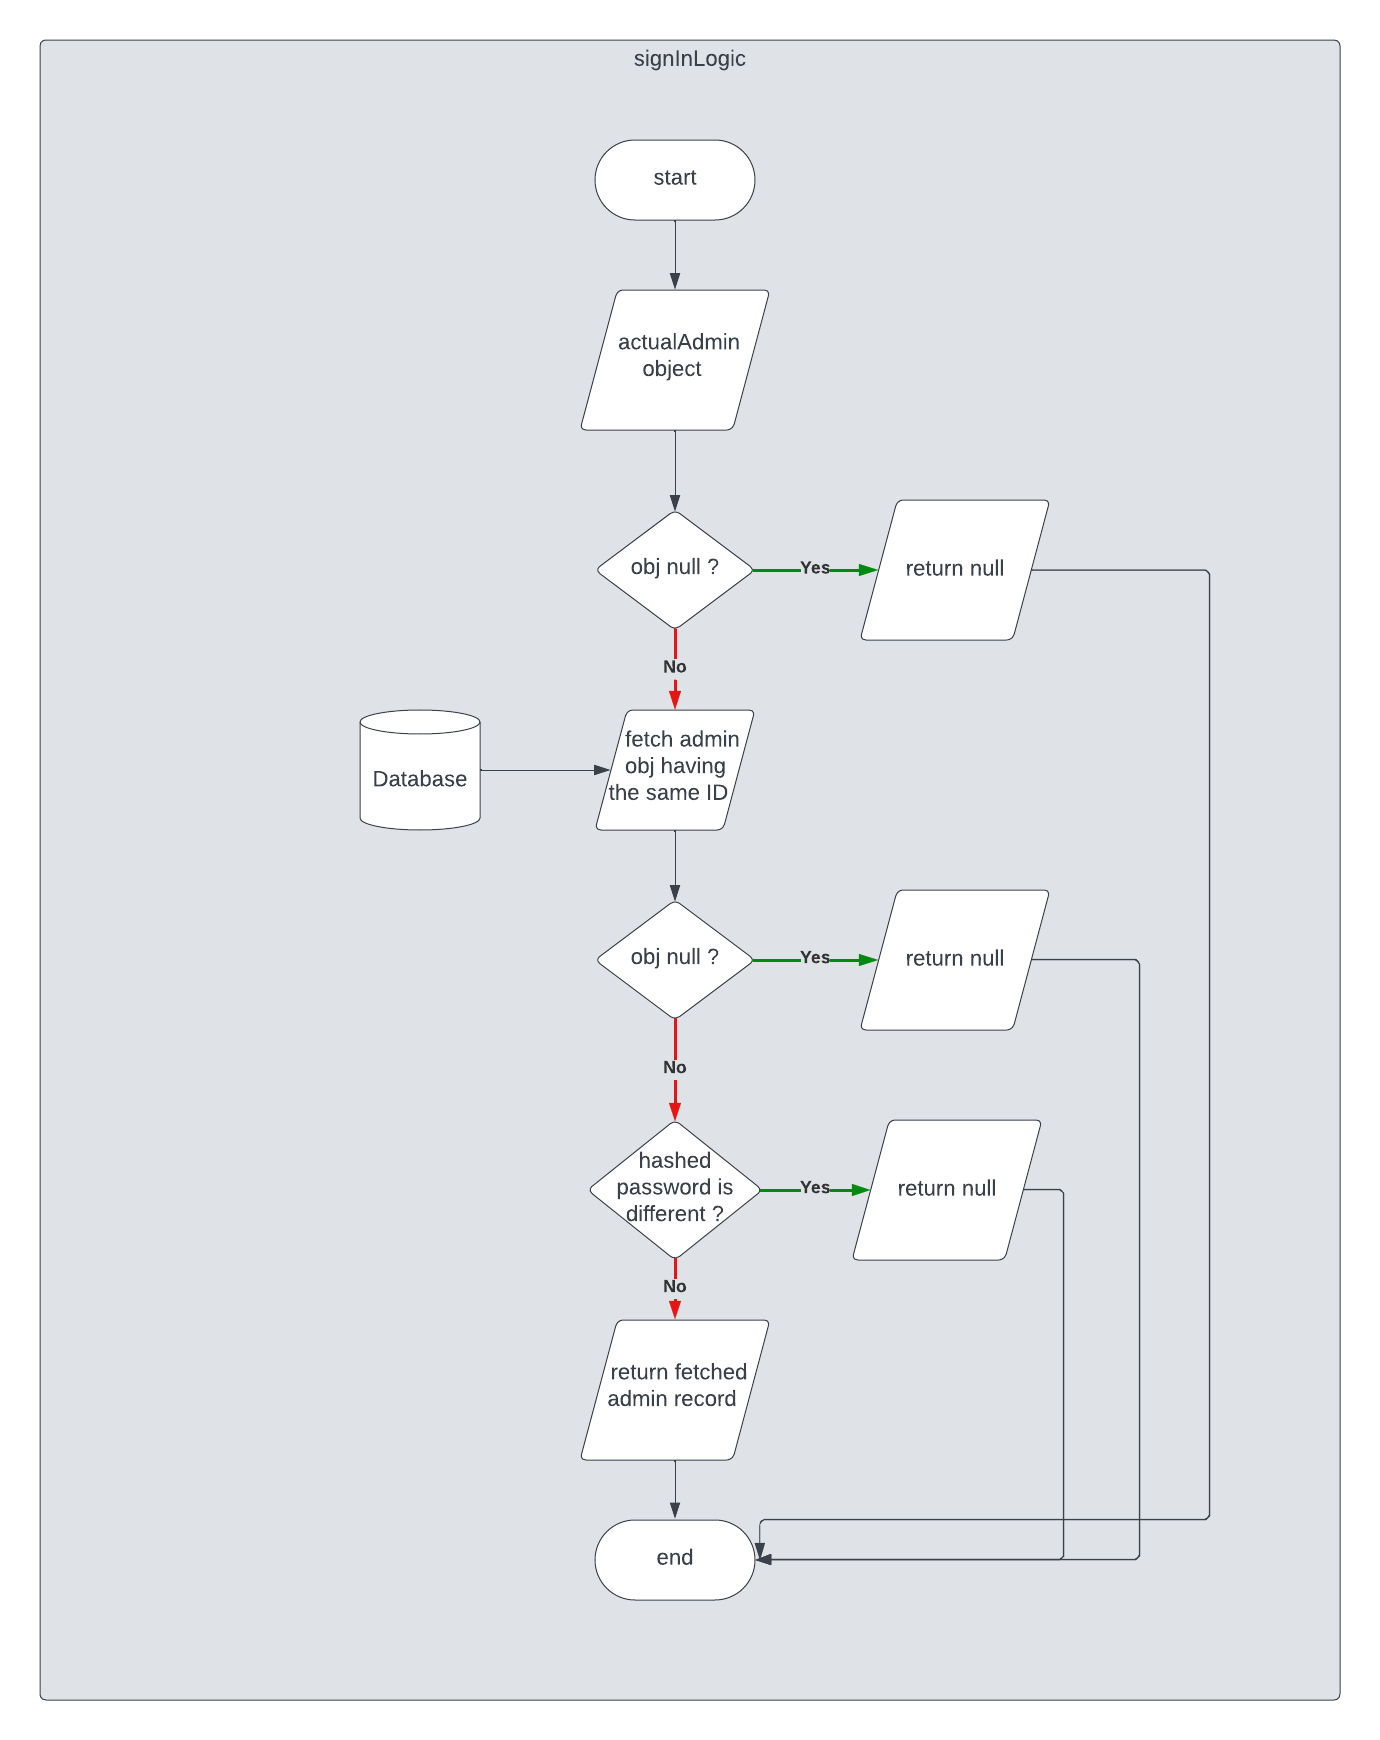 signInLogic
start
actualAdmin
object
obj null ?
Yes
return null
No
Database
fetch admin
obj having
the same ID
obj null ?
Yes
return null
No
hashed
password is
different ?
Yes
return null
No
return fetched
admin record
end